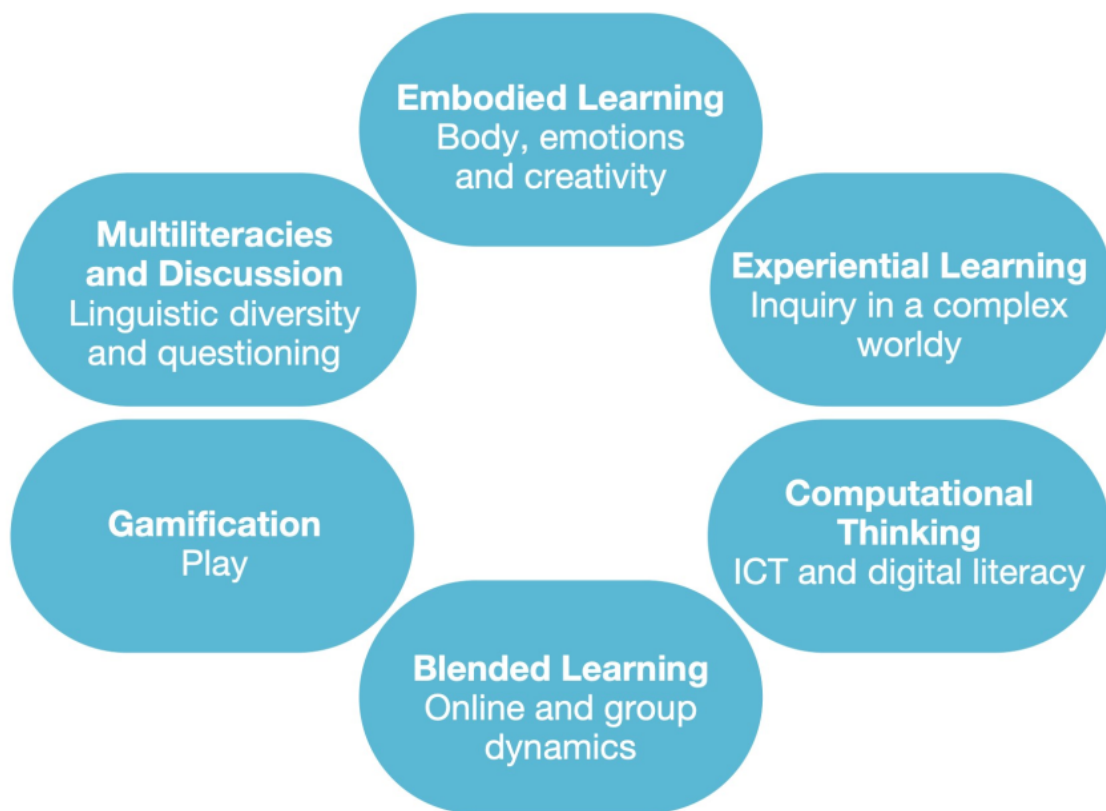 Embodied Learning
Body, emotions
and creativity
Multiliteracies
and Discussion
Linguistic diversity
and questioning
Experiential Learning
Inquiry in a complex
worldy
Gamification
Play
Computational
Thinking
ICT and digital literacy
Blended Learning
Online and group
dynamics